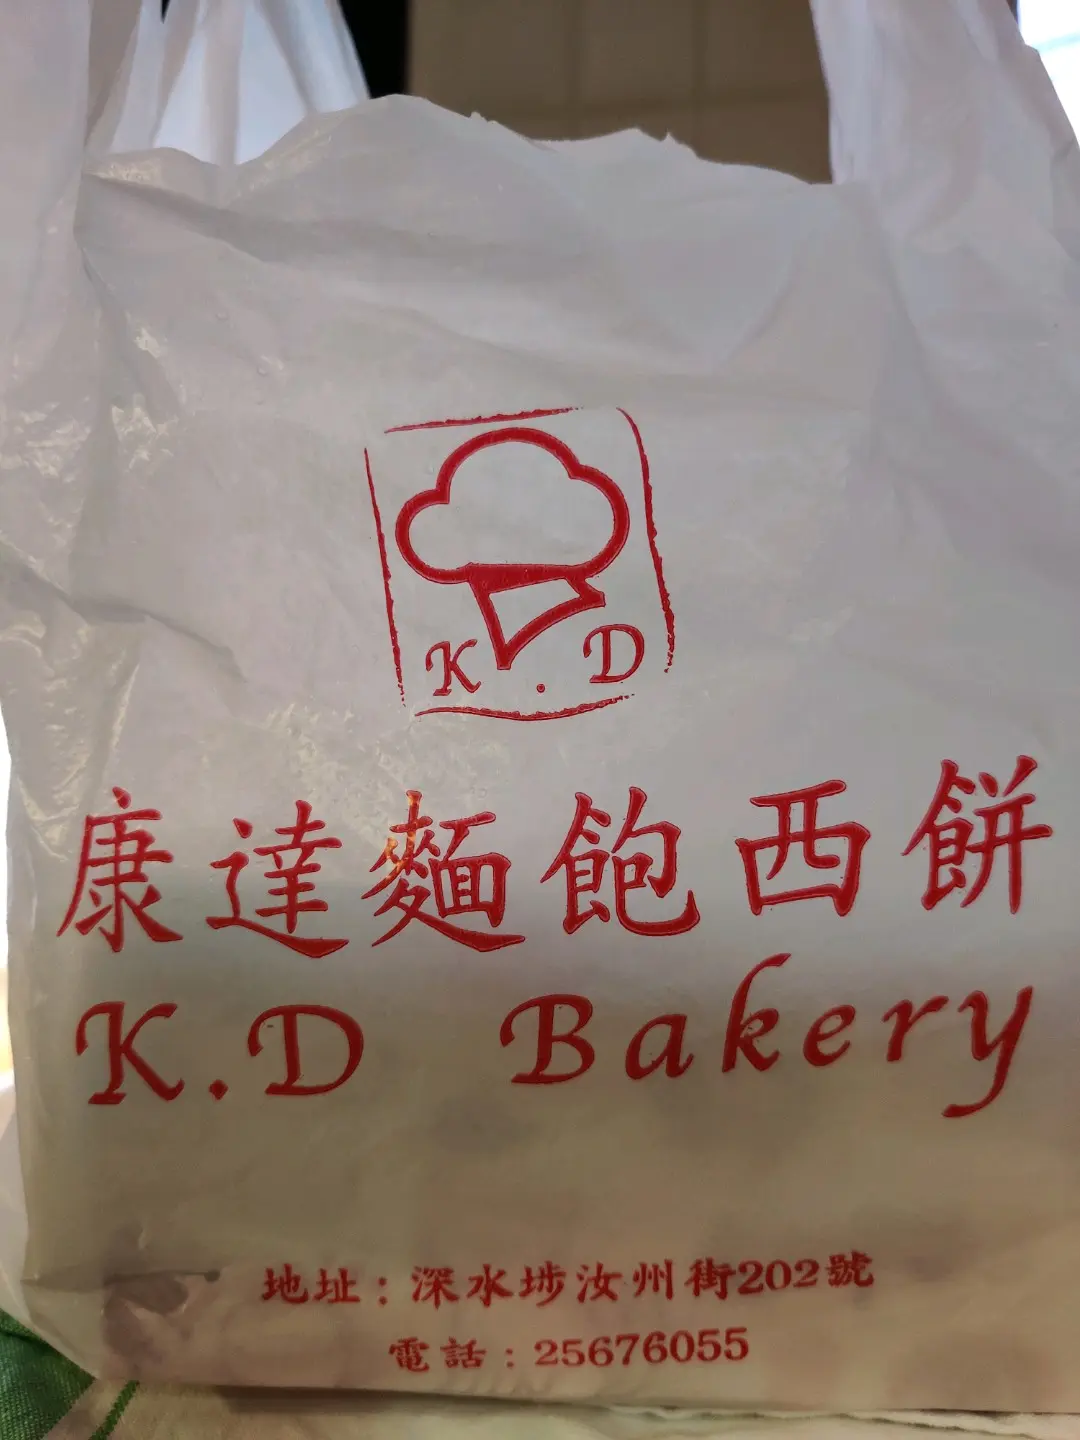 K . D
康達麵飽西餅
K.D Bakery
地址：深水埗汝州街202號
電話：25676055